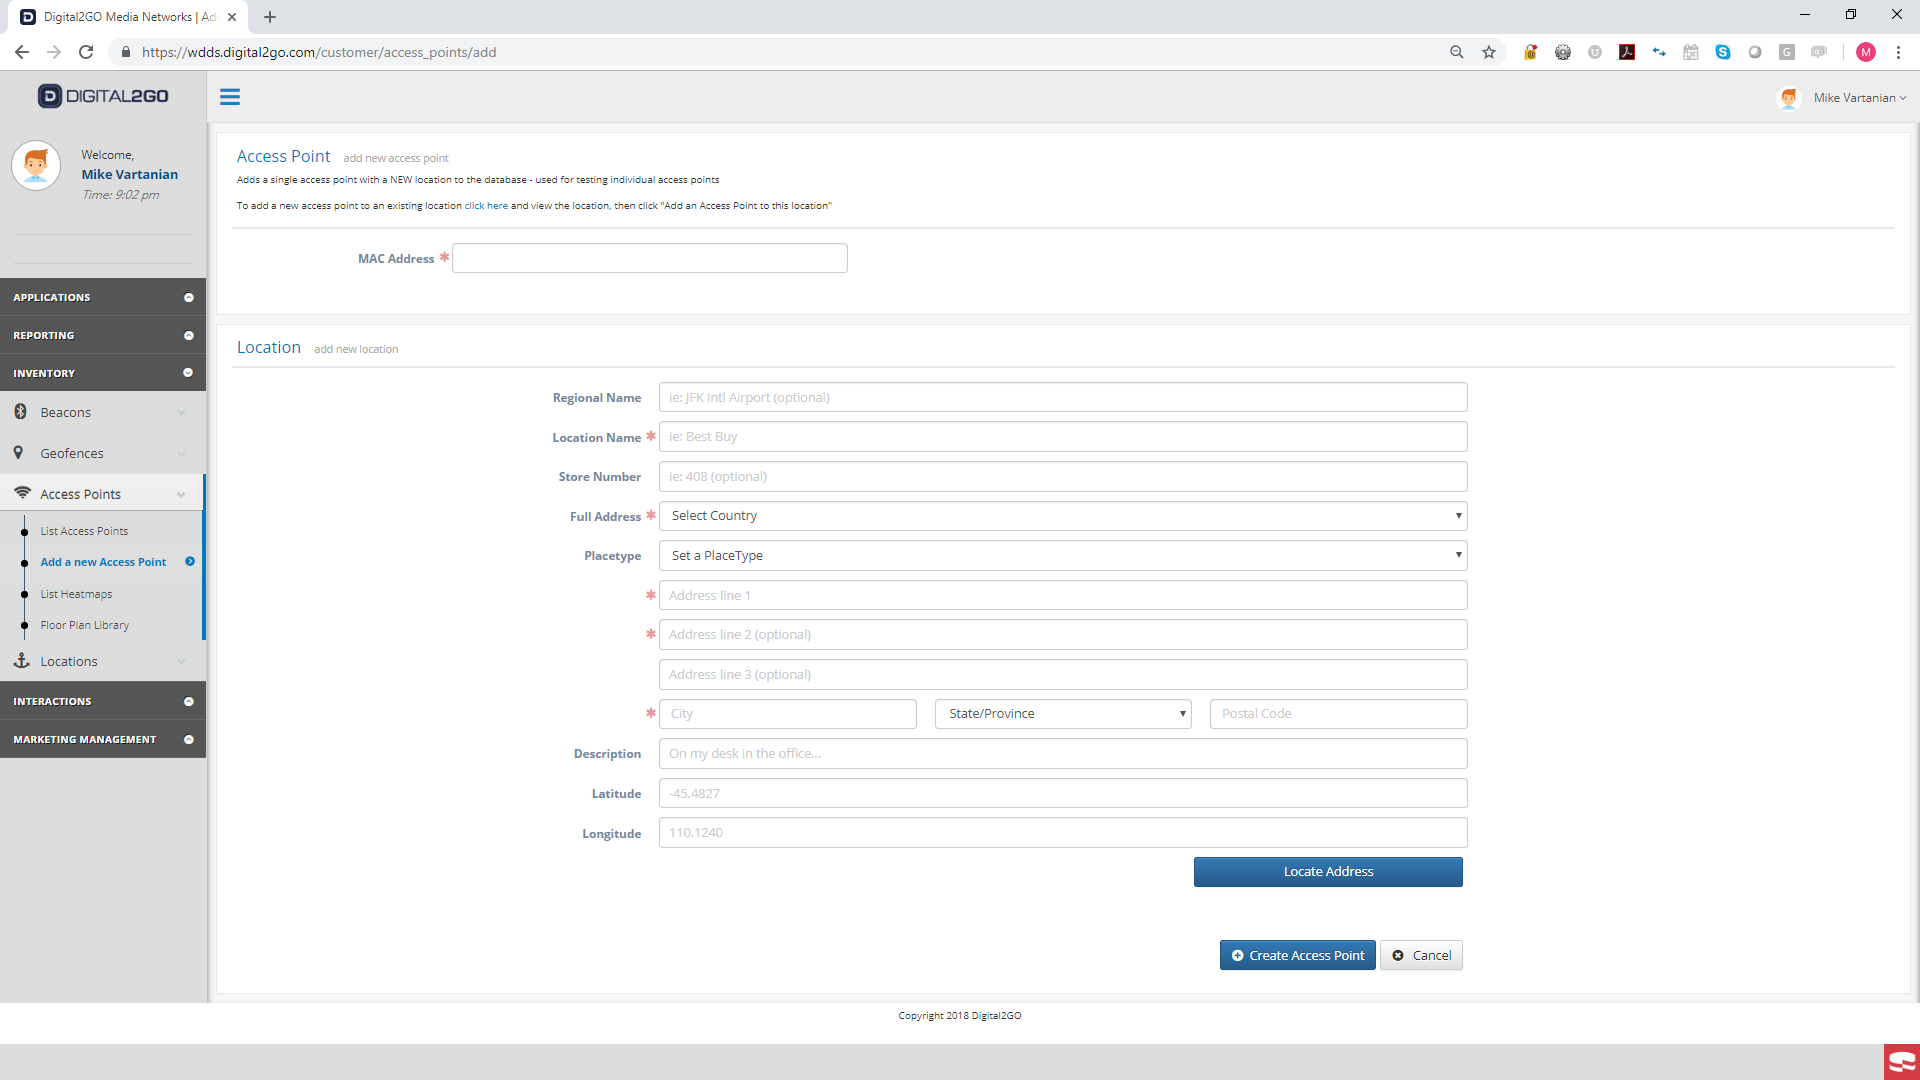 Digital2GO Media Networks | Ad
https://wdds.digital2go.com/customer/access_points/add
M
DIGITAL2GO
Mike Vartanian
Welcome,
Mike Vartanian
Time: 9:02 pm
APPLICATIONS
REPORTING
INVENTORY
Beacons
Geofences
Access Points
List Access Points
Add a new Access Point
List Heatmaps
Floor Plan Library
Locations
INTERACTIONS
MARKETING MANAGEMENT
Access Point add new access point
Adds a single access point with a NEW location to the database - used for testing individual access points
To add a new access point to an existing location click here and view the location, then click "Add an Access Point to this location"
MAC Address *
Location add new location
Regional Name ie: JFK Intl Airport (optional)
Location Name * ie: Best Buy
Store Number ie: 408 (optional)
Full Address * Select Country
Placetype Set a PlaceType
* Address line 1
* Address line 2 (optional)
Address line 3 (optional)
* City State/Province Postal Code
Description On my desk in the office...
Latitude -45.4827
Longitude 110.1240
Locate Address
Create Access Point Cancel
Copyright 2018 Digital2GO